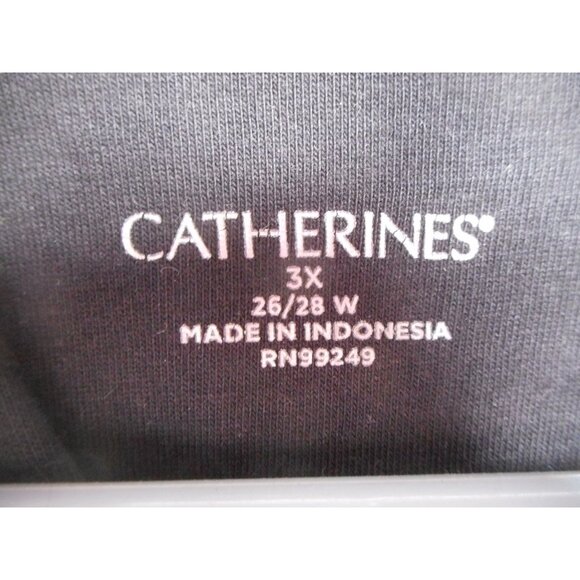 CATHERINES®
3X
26/28 W
MADE IN INDONESIA
RN99249